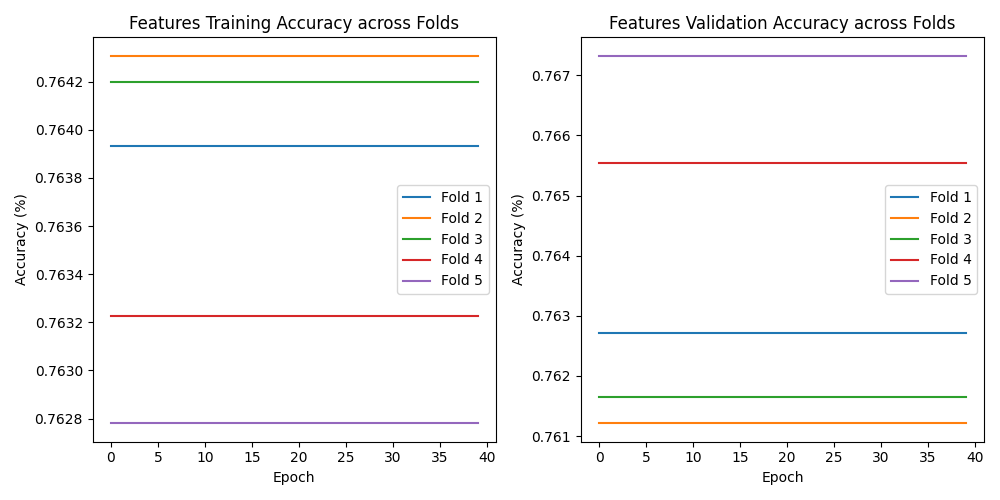 Features Training Accuracy across Folds
Accuracy (%)
0.7642
0.7640
0.7638
0.7636
0.7634
0.7632
0.7630
0.7628
0 5 10 15 20 25 30 35 40
Epoch
Fold 1
Fold 2
Fold 3
Fold 4
Fold 5
Features Validation Accuracy across Folds
Accuracy (%)
0.767
0.766
0.765
0.764
0.763
0.762
0.761
0 5 10 15 20 25 30 35 40
Epoch
Fold 1
Fold 2
Fold 3
Fold 4
Fold 5